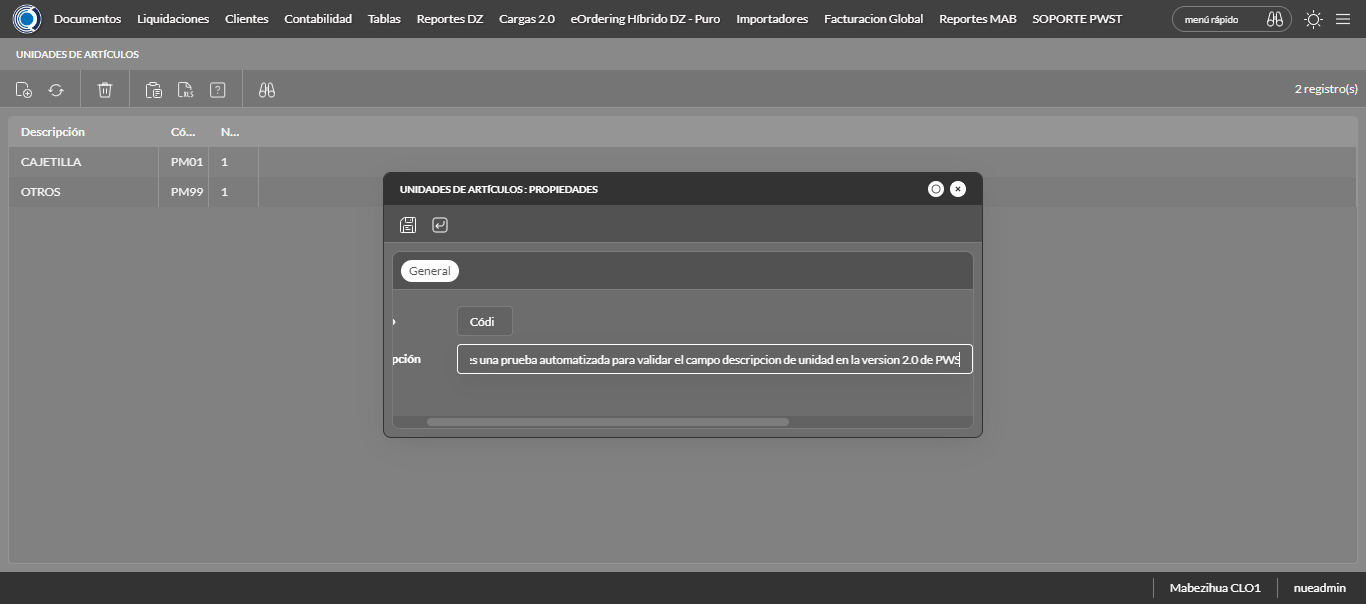 Documentos Liquidaciones Clientes Contabilidad Tablas Reportes DZ Cargas 2.0 eOrdering Híbrido DZ - Puro Importadores Facturacion Global Reportes MAB SOPORTE PWST menú rápido
UNIDADES DE ARTÍCULOS
XLS ? 2 registro(s)
Descripción Có... N...
CAJETILLA PM01 1
OTROS PM99 1
UNIDADES DE ARTÍCULOS : PROPIEDADES
General
Códi
pción es una prueba automatizada para validar el campo descripcion de unidad en la version 2.0 de PWS
Mabezihua CLO1 nueadmin